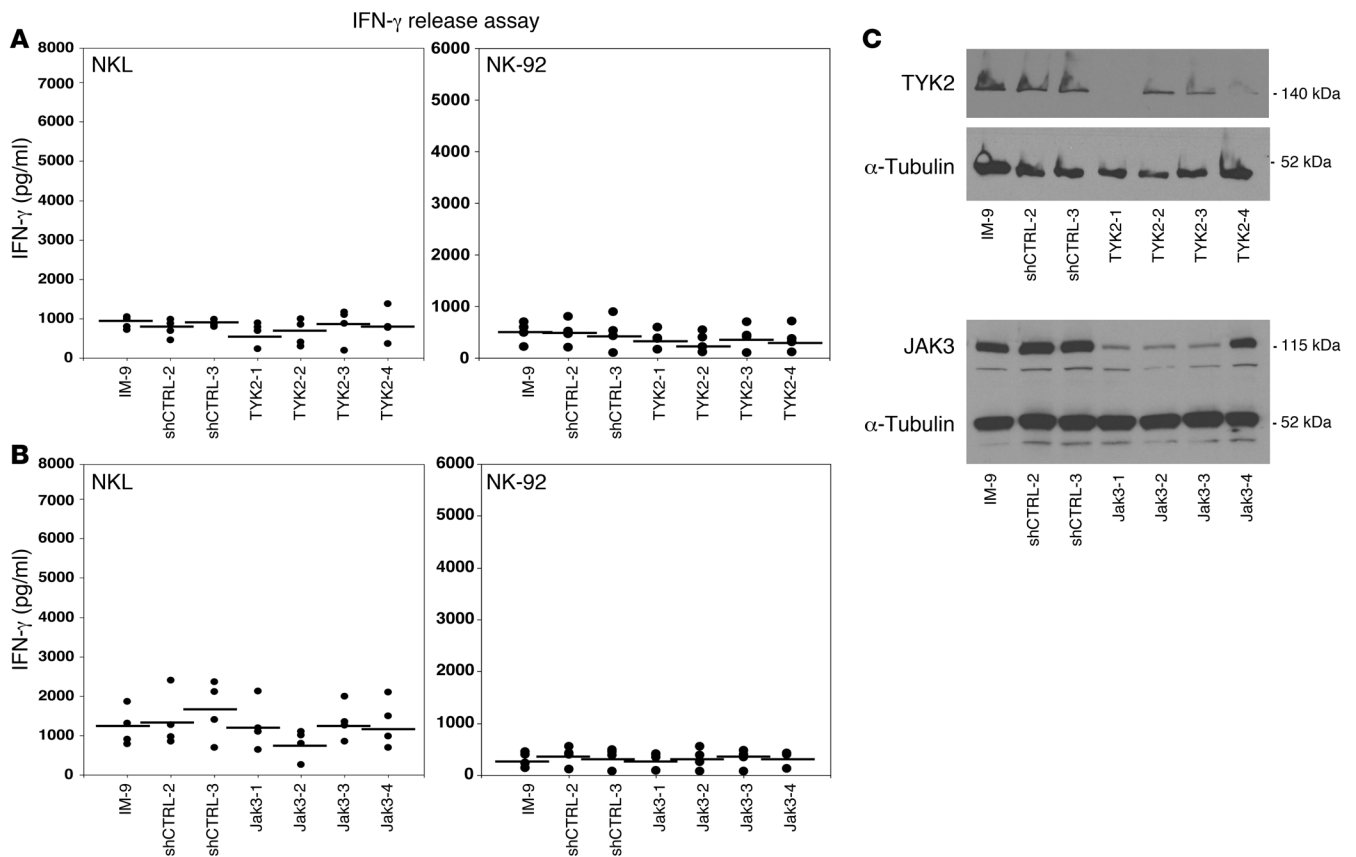 IFN-γ release assay
A
NKL
NK-92
IFN-γ (pg/ml)
8000
7000
6000
5000
4000
3000
2000
1000
0
6000
5000
4000
3000
2000
1000
0
IM-9
shCTRL-2
shCTRL-3
TYK2-1
TYK2-2
TYK2-3
TYK2-4
IM-9
shCTRL-2
shCTRL-3
TYK2-1
TYK2-2
TYK2-3
TYK2-4
B
NKL
NK-92
IFN-γ (pg/ml)
8000
7000
6000
5000
4000
3000
2000
1000
0
6000
5000
4000
3000
2000
1000
0
IM-9
shCTRL-2
shCTRL-3
Jak3-1
Jak3-2
Jak3-3
Jak3-4
IM-9
shCTRL-2
shCTRL-3
Jak3-1
Jak3-2
Jak3-3
Jak3-4
C
TYK2
- 140 kDa
α-Tubulin
- 52 kDa
IM-9
shCTRL-2
shCTRL-3
TYK2-1
TYK2-2
TYK2-3
TYK2-4
JAK3
- 115 kDa
α-Tubulin
- 52 kDa
IM-9
shCTRL-2
shCTRL-3
Jak3-1
Jak3-2
Jak3-3
Jak3-4